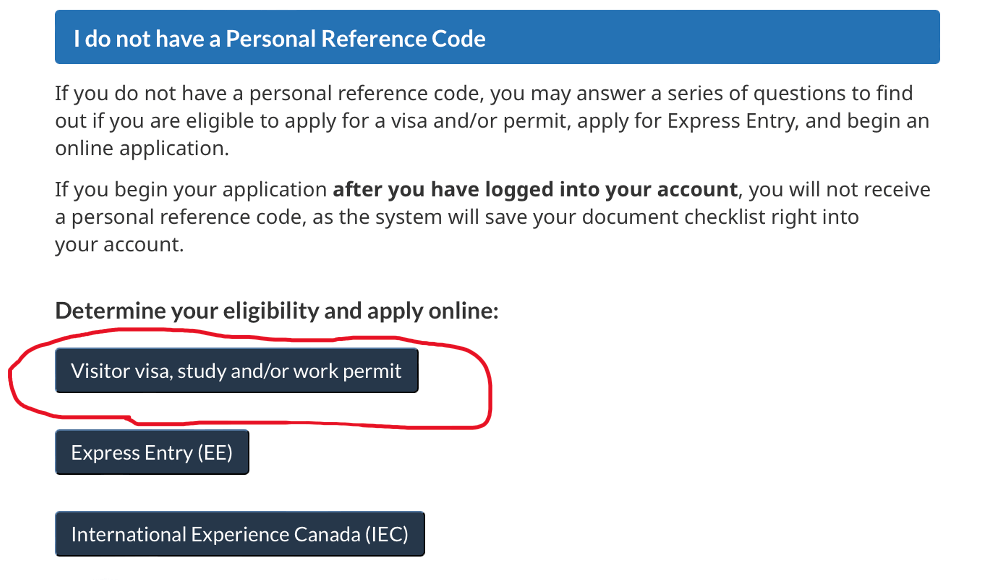 I do not have a Personal Reference Code
If you do not have a personal reference code, you may answer a series of questions to find
out if you are eligible to apply for a visa and/or permit, apply for Express Entry, and begin an
online application.
If you begin your application after you have logged into your account, you will not receive
a personal reference code, as the system will save your document checklist right into
your account.
Determine your eligibility and apply online:
Visitor visa, study and/or work permit
Express Entry (EE)
International Experience Canada (IEC)